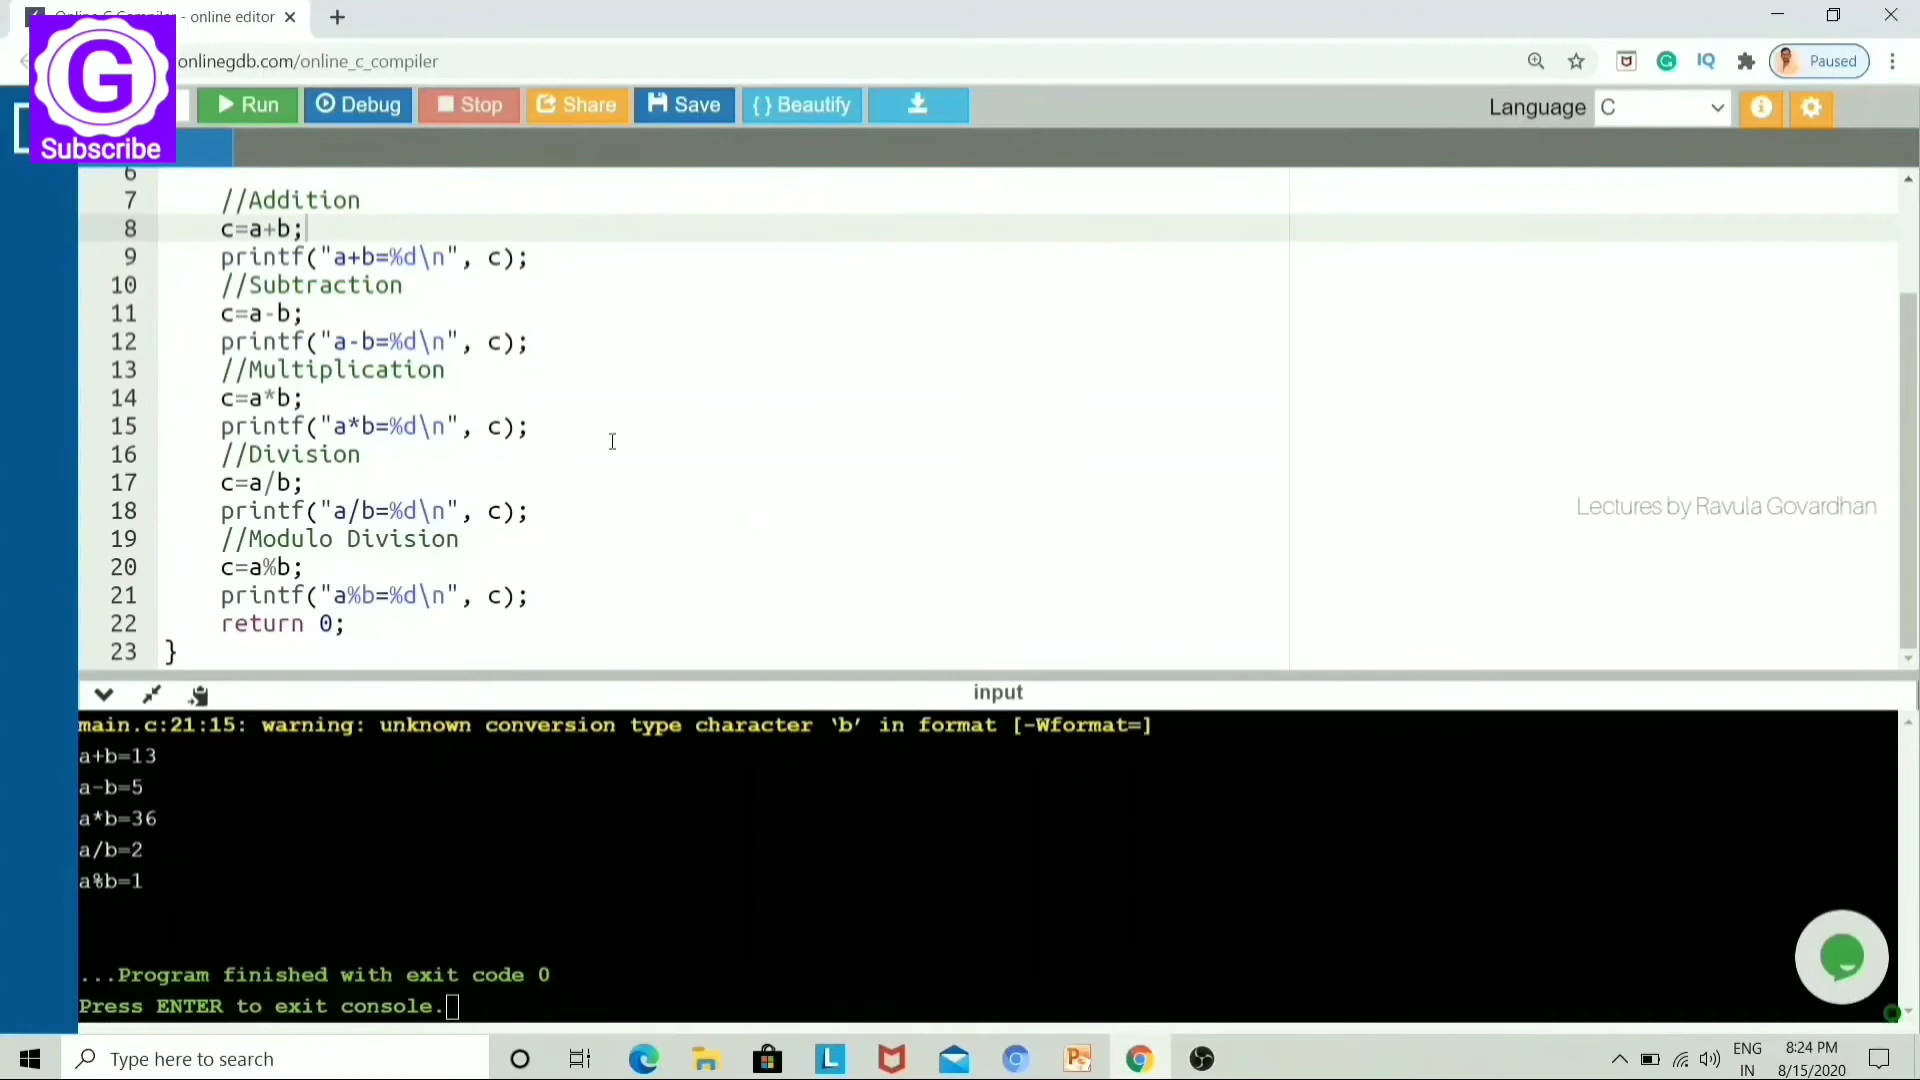 Online C Compiler - online editor
onlinegdb.com/online_c_compiler
IQ
Paused
G
Subscribe
Run
Debug
Stop
Share
Save
{ } Beautify
Language C
6
7 //Addition
8 c=a+b;
9 printf("a+b=%d\n", c);
10 //Subtraction
11 c=a-b;
12 printf("a-b=%d\n", c);
13 //Multiplication
14 c=a*b;
15 printf("a*b=%d\n", c);
16 //Division
17 c=a/b;
18 printf("a/b=%d\n", c);
19 //Modulo Division
20 c=a%b;
21 printf("a%b=%d\n", c);
22 return 0;
23 }
Lectures by Ravula Govardhan
input
main.c:21:15: warning: unknown conversion type character ‘b’ in format [-Wformat=]
a+b=13
a-b=5
a*b=36
a/b=2
a%b=1
...Program finished with exit code 0
Press ENTER to exit console.
Type here to search
L
ENG
IN
8:24 PM
8/15/2020